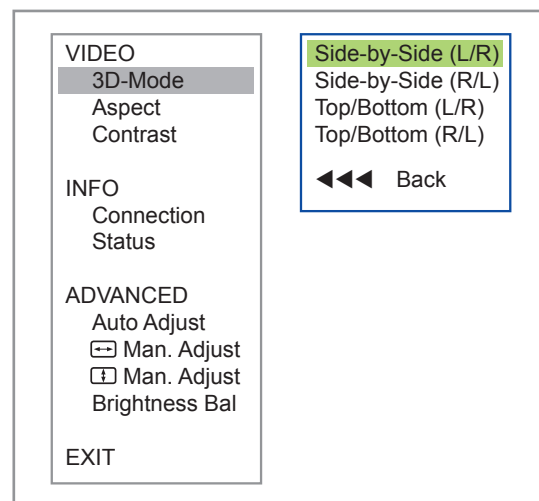 VIDEO
3D-Mode
Aspect
Contrast
INFO
Connection
Status
ADVANCED
Auto Adjust
Man. Adjust
Man. Adjust
Brightness Bal
EXIT
Side-by-Side (L/R)
Side-by-Side (R/L)
Top/Bottom (L/R)
Top/Bottom (R/L)
◀◀◀ Back